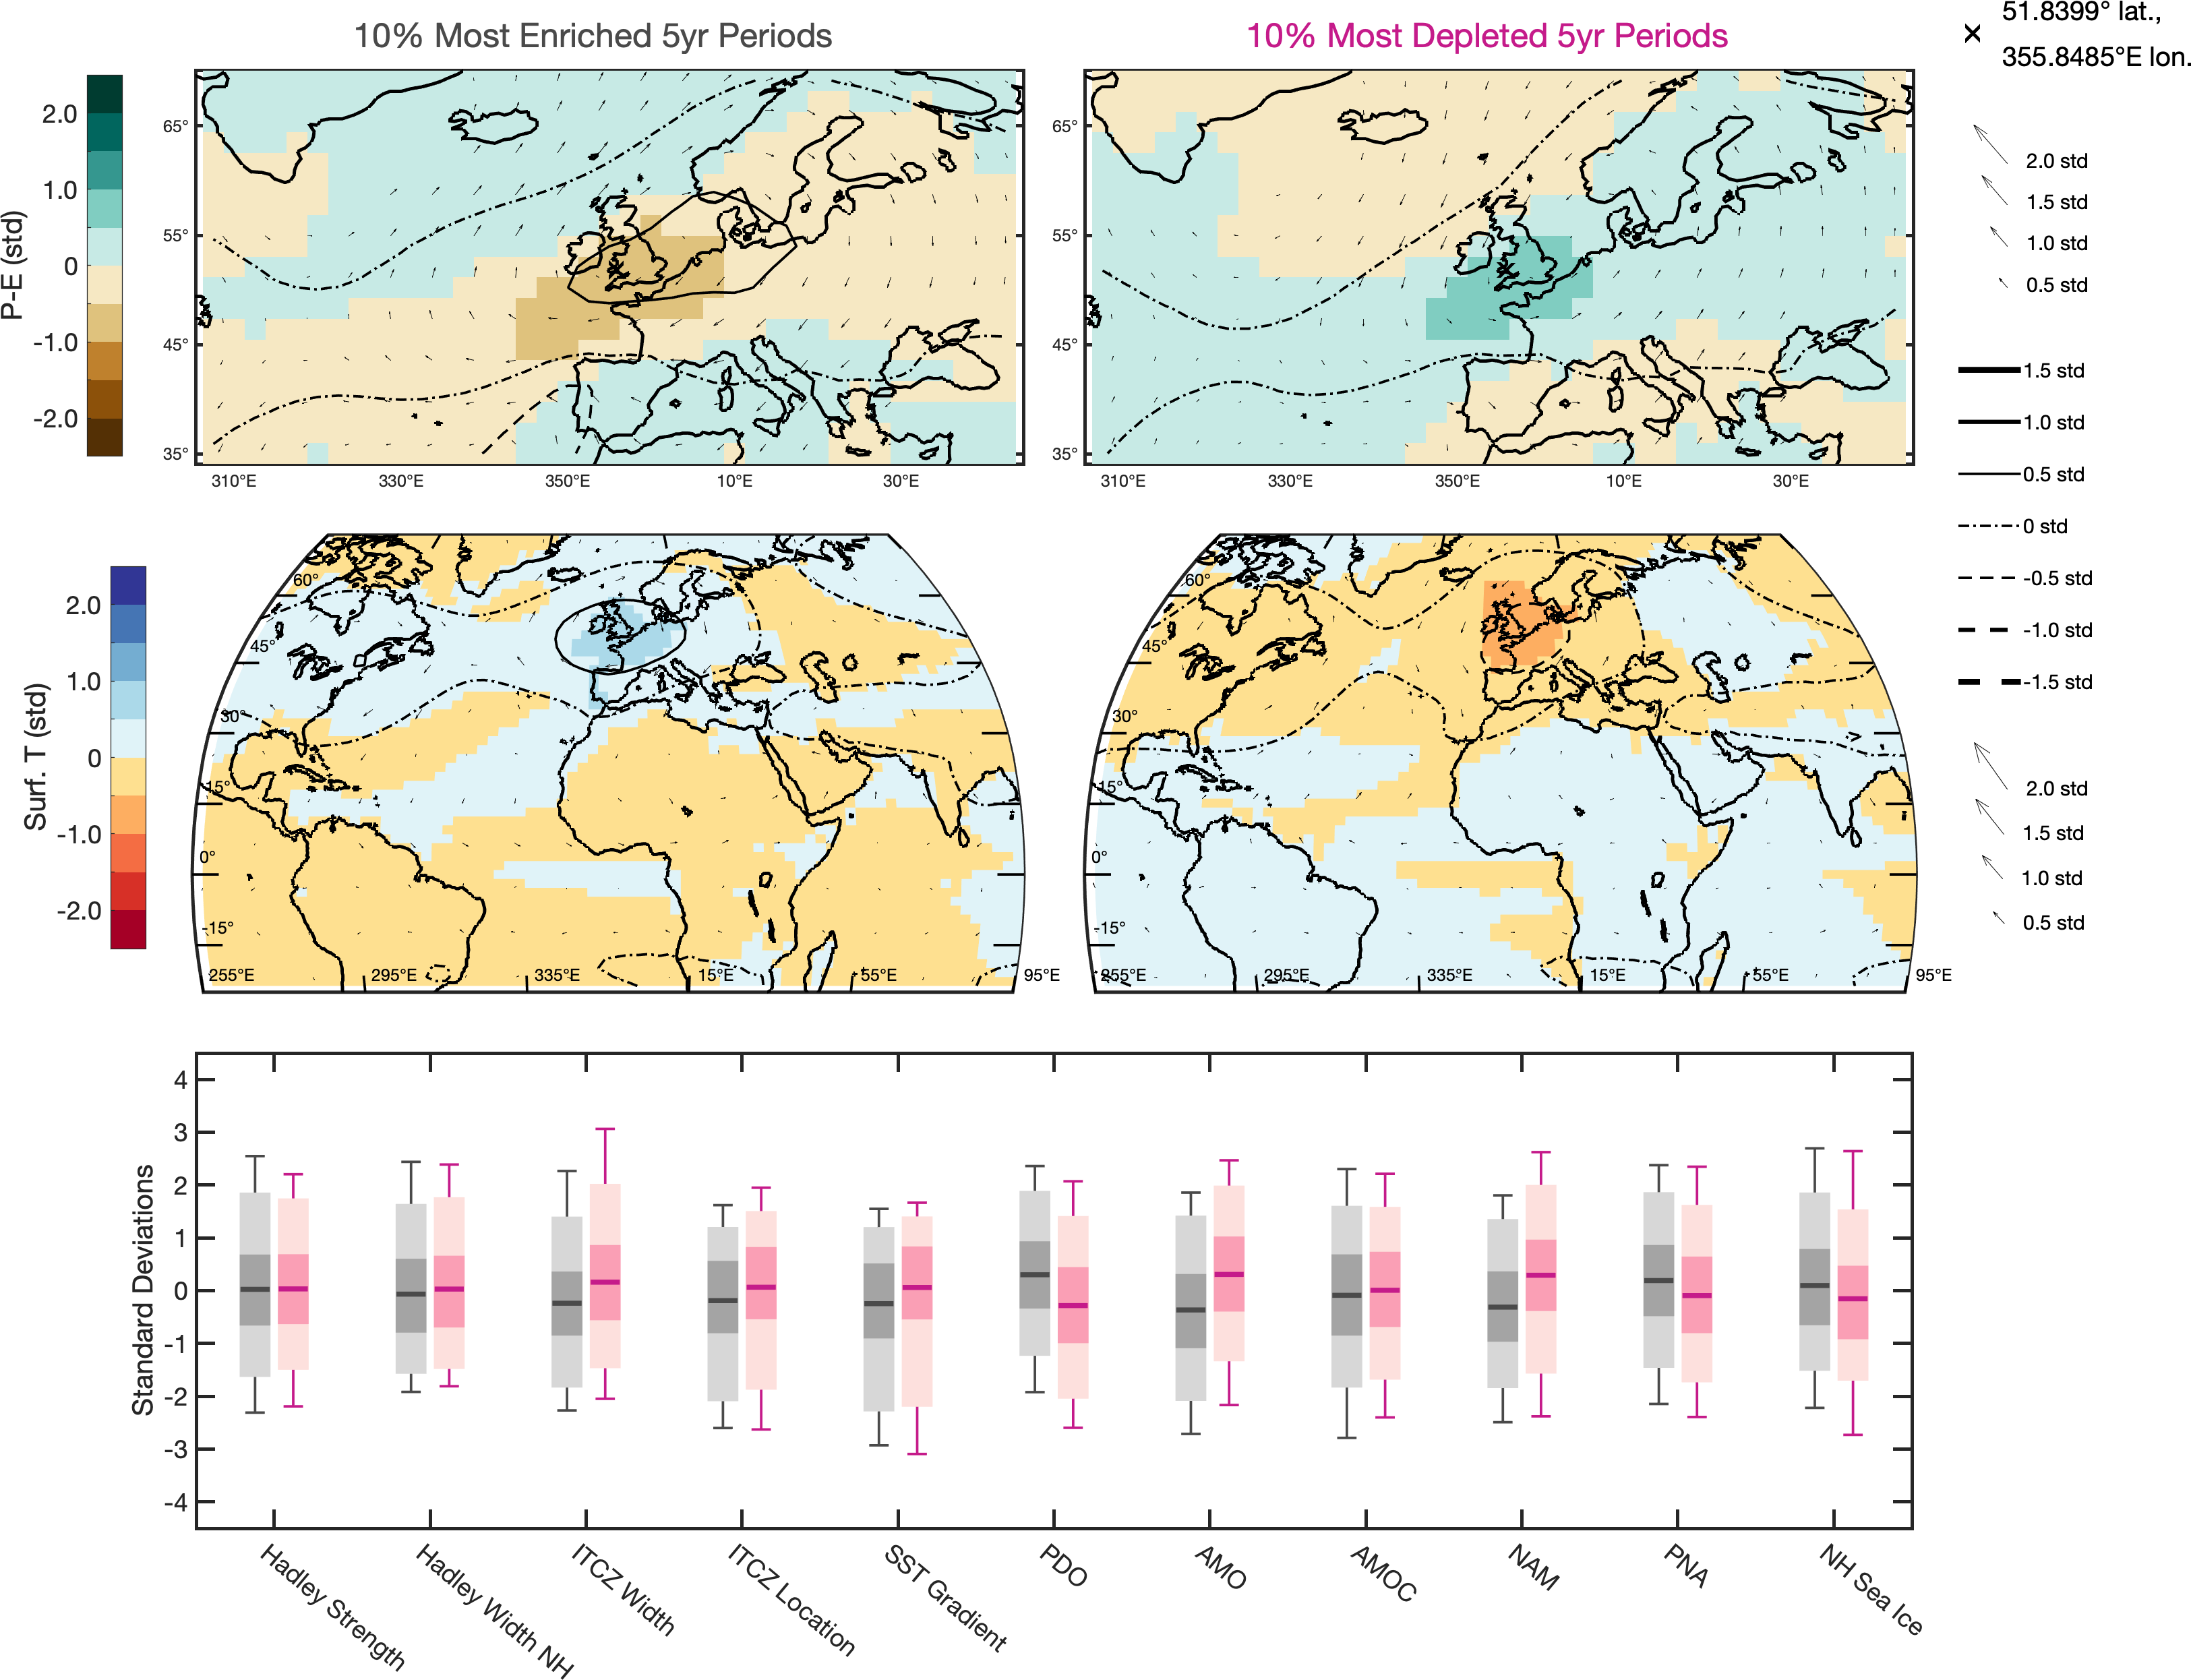 10% Most Enriched 5yr Periods
10% Most Depleted 5yr Periods
51.8399° lat.,
× 355.8485°E lon.
P-E (std)
2.0
1.0
0
-1.0
-2.0
65°
55°
45°
35°
310°E 330°E 350°E 10°E 30°E
65°
55°
45°
35°
310°E 330°E 350°E 10°E 30°E
2.0 std
1.5 std
1.0 std
0.5 std
1.5 std
1.0 std
0.5 std
0 std
-0.5 std
-1.0 std
-1.5 std
Surf. T (std)
2.0
1.0
0
-1.0
-2.0
60°
45°
30°
15°
0°
-15°
255°E 295°E 335°E 15°E 55°E 95°E
60°
45°
30°
15°
0°
-15°
255°E 295°E 335°E 15°E 55°E 95°E
2.0 std
1.5 std
1.0 std
0.5 std
Standard Deviations
4
3
2
1
0
-1
-2
-3
-4
Hadley Strength
Hadley Width NH
ITCZ Width
ITCZ Location
SST Gradient
PDO
AMO
AMOC
NAM
PNA
NH Sea Ice